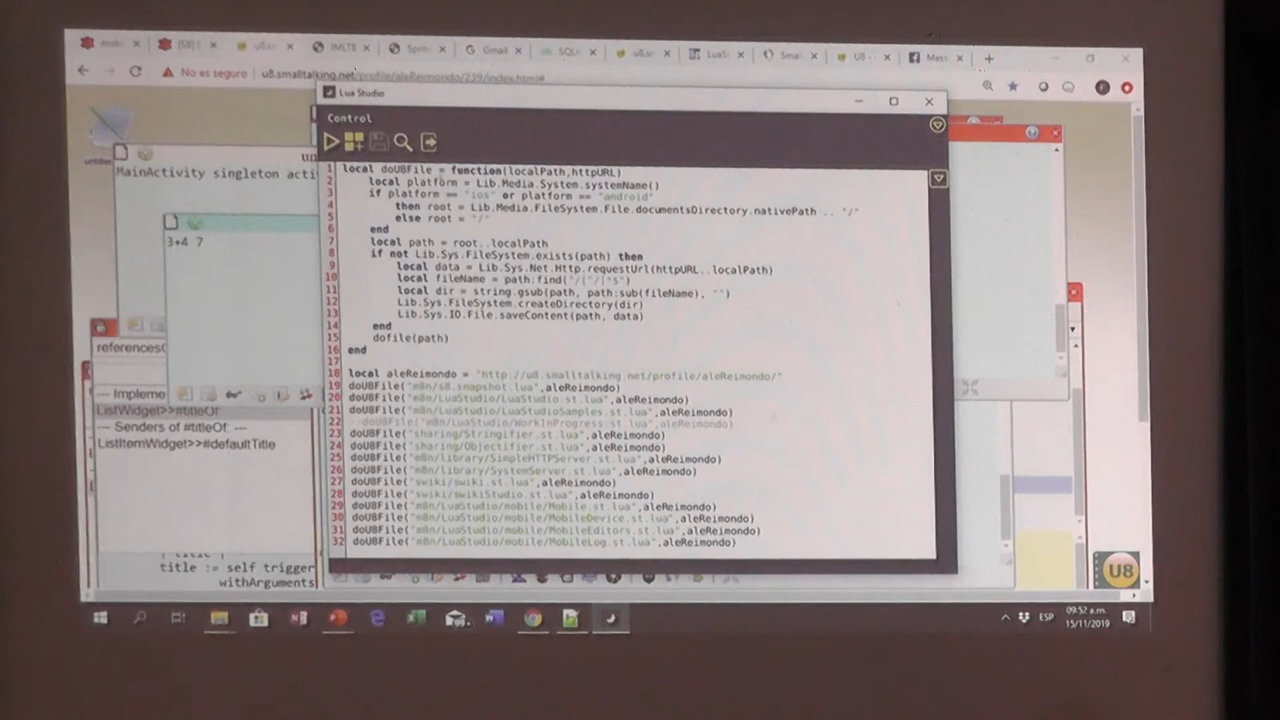 u8.sm
Gmail
SQLi
LuaS
Smal
U8 -
Mess
No es seguro
u8.smalltalking.net/profile/aleReimondo/239/index.html#
Lua Studio
Control
MainActivity singleton acti
3+4 7
--- Impleme
ListWidget>>#titleOf
--- Senders of #titleOf ---
ListItemWidget>>#defaultTitle
title := self trigger
withArguments
1 local doU8File = function(localPath,httpURL)
2 local platform = Lib.Media.System.systemName()
3 if platform == "ios" or platform == "android"
4 then root = Lib.Media.FileSystem.File.documentsDirectory.nativePath .. "/"
5 else root = "/"
6 end
7 local path = root..localPath
8 if not Lib.Sys.FileSystem.exists(path) then
9 local data = Lib.Sys.Net.Http.requestUrl(httpURL..localPath)
10 local fileName = path:find("/[^/]*$")
11 local dir = string.gsub(path, path:sub(fileName), "")
12 Lib.Sys.FileSystem.createDirectory(dir)
13 Lib.Sys.IO.File.saveContent(path, data)
14 end
15 dofile(path)
16 end
17
18 local aleReimondo = "http://u8.smalltalking.net/profile/aleReimondo/"
19 doU8File("m8n/s8.snapshot.lua",aleReimondo)
20 doU8File("m8n/LuaStudio/LuaStudio.st.lua",aleReimondo)
21 doU8File("m8n/LuaStudio/LuaStudioSamples.st.lua",aleReimondo)
22 --doU8File("m8n/LuaStudio/WorkInProgress.st.lua",aleReimondo)
23 doU8File("sharing/Stringifier.st.lua",aleReimondo)
24 doU8File("sharing/Objectifier.st.lua",aleReimondo)
25 doU8File("m8n/library/SimpleHTTPServer.st.lua",aleReimondo)
26 doU8File("m8n/library/SystemServer.st.lua",aleReimondo)
27 doU8File("swiki/swiki.st.lua",aleReimondo)
28 doU8File("swiki/swikiStudio.st.lua",aleReimondo)
29 doU8File("m8n/LuaStudio/mobile/Mobile.st.lua",aleReimondo)
30 doU8File("m8n/LuaStudio/mobile/MobileDevice.st.lua",aleReimondo)
31 doU8File("m8n/LuaStudio/mobile/MobileEditors.st.lua",aleReimondo)
32 doU8File("m8n/LuaStudio/mobile/MobileLog.st.lua",aleReimondo)
U8
ESP
09:52 a.m.
15/11/2019